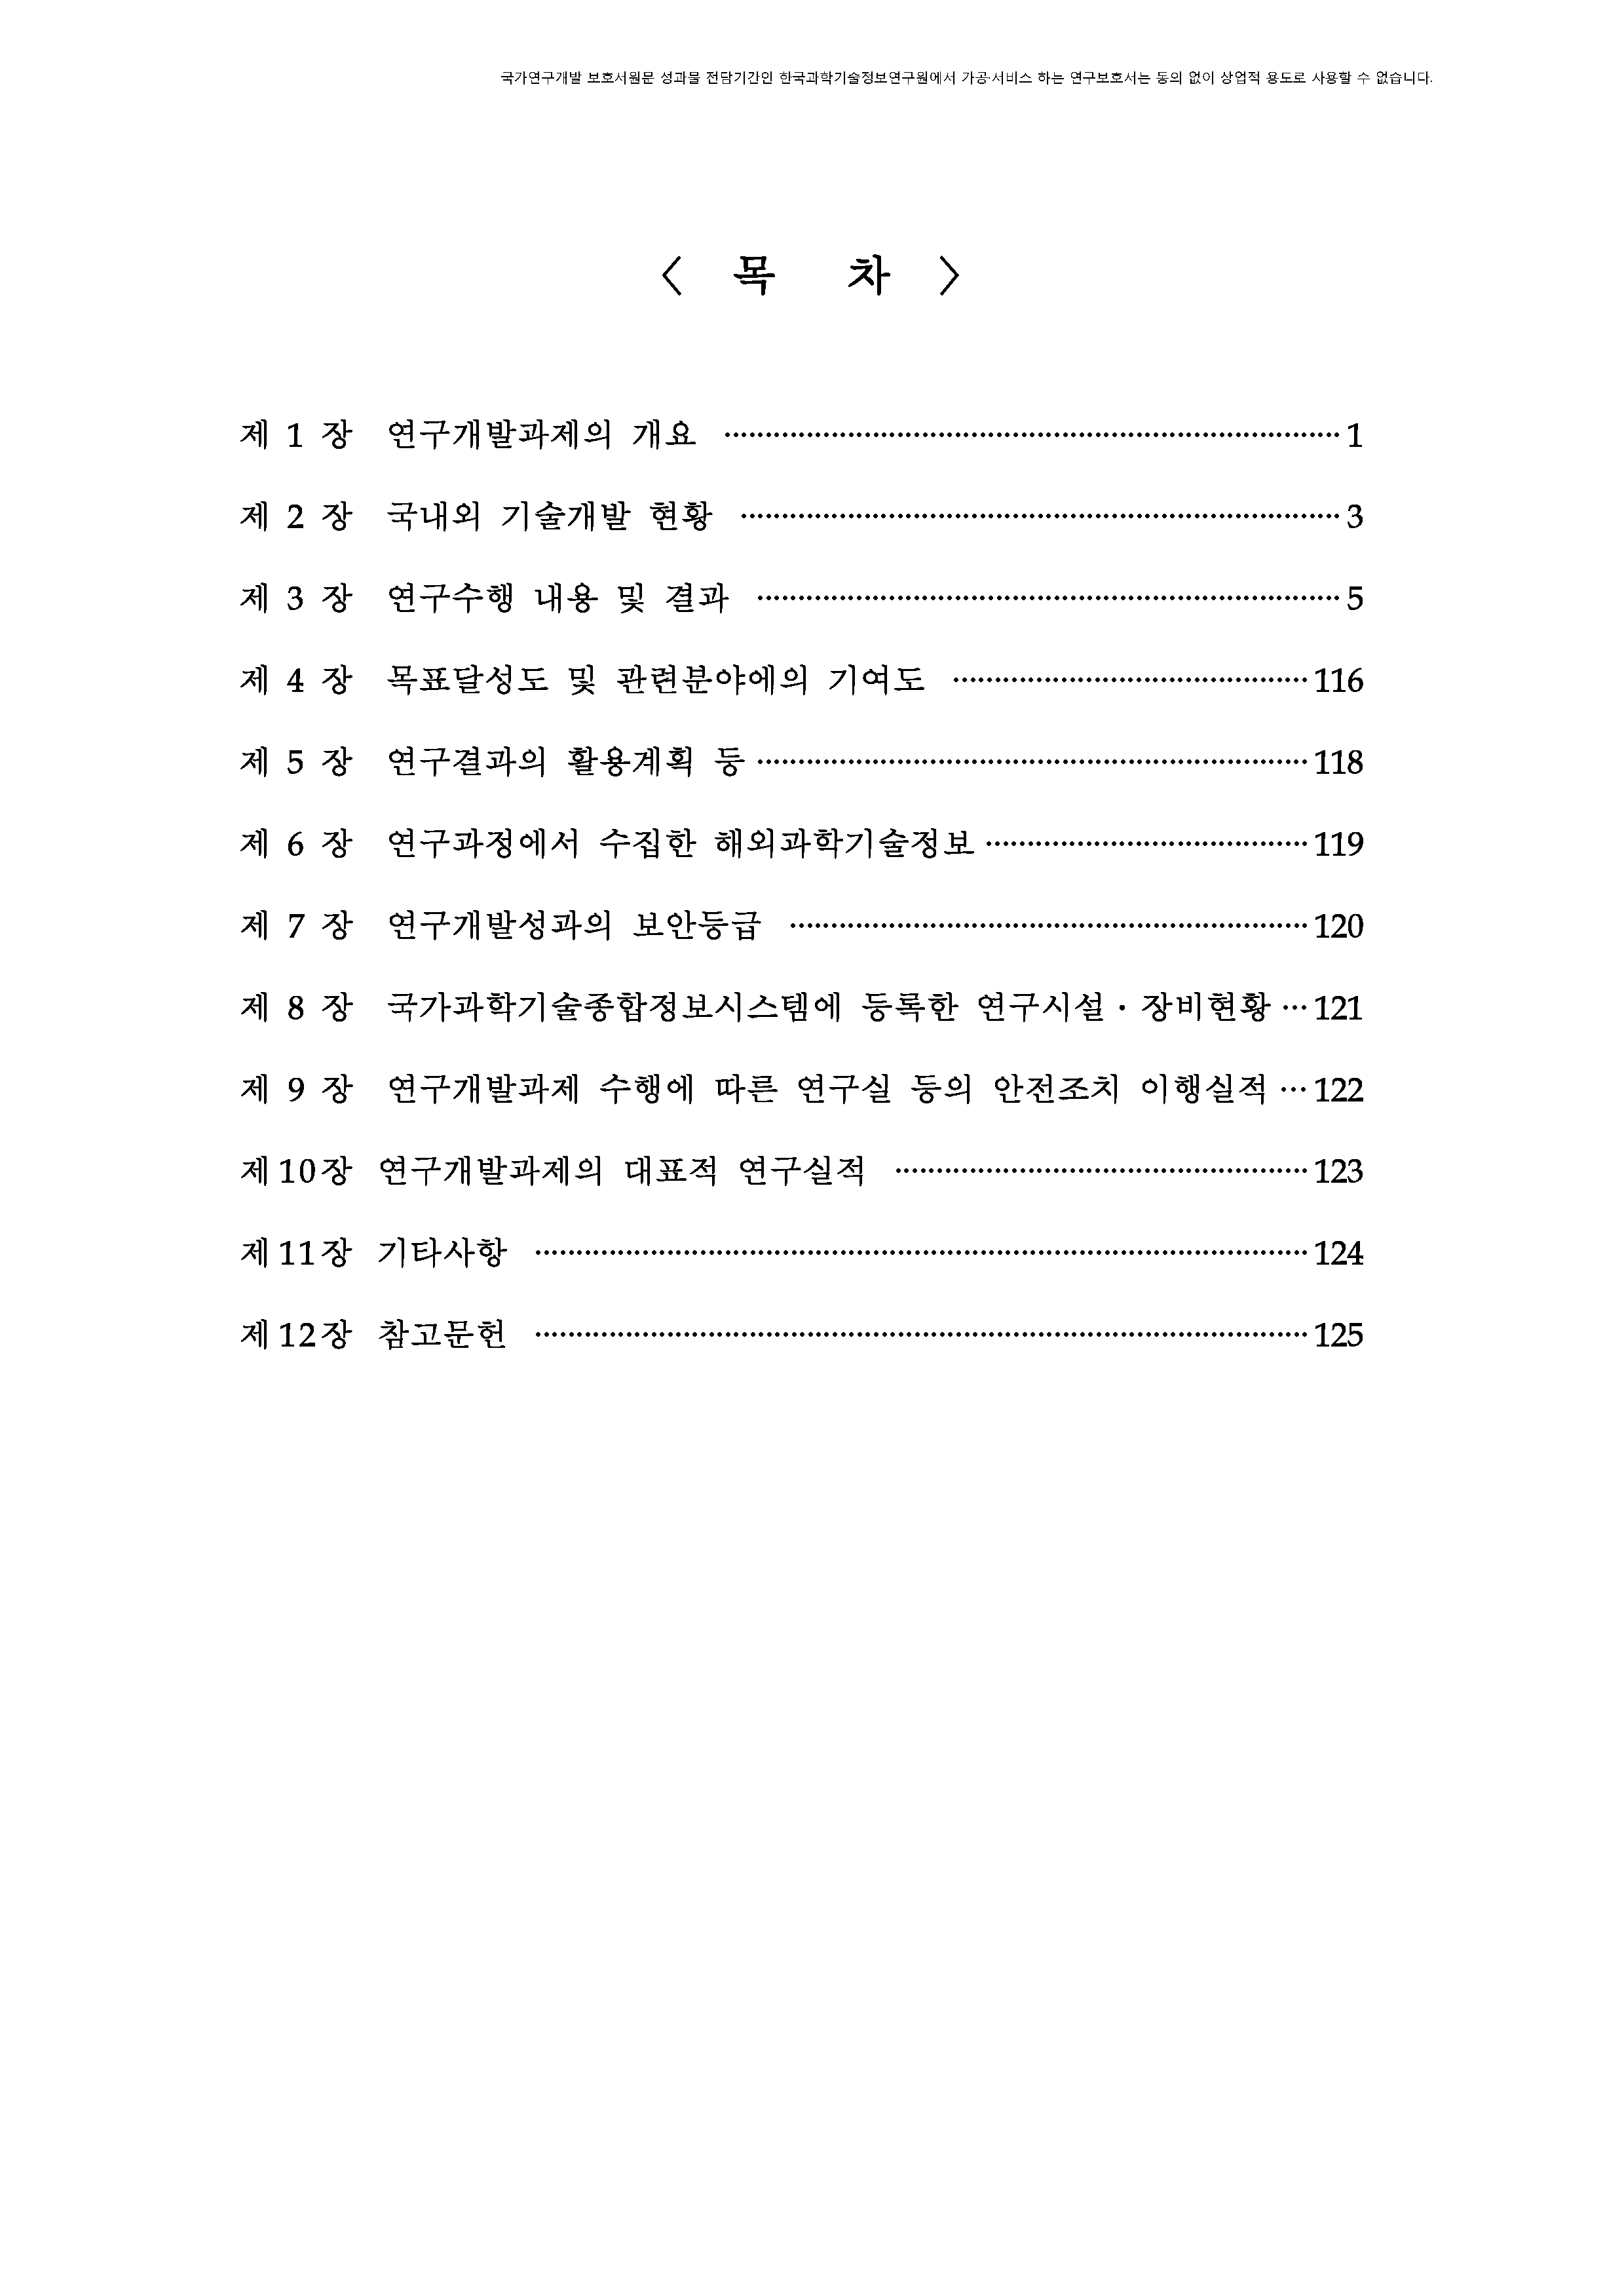 국가연구개발 보호서원문 성과물 전담기간인 한국과학기술정보연구원에서 가공·서비스 하는 연구보호서는 동의 없이 상업적 용도로 사용할 수 없습니다.
〈 목 차 〉
제 1 장 연구개발과제의 개요 ························ 1
제 2 장 국내외 기술개발 현황 ························ 3
제 3 장 연구수행 내용 및 결과 ························ 5
제 4 장 목표달성도 및 관련분야에의 기여도 ························ 116
제 5 장 연구결과의 활용계획 등 ························ 118
제 6 장 연구과정에서 수집한 해외과학기술정보 ························ 119
제 7 장 연구개발성과의 보안등급 ························ 120
제 8 장 국가과학기술종합정보시스템에 등록한 연구시설·장비현황 ··· 121
제 9 장 연구개발과제 수행에 따른 연구실 등의 안전조치 이행실적 ··· 122
제10장 연구개발과제의 대표적 연구실적 ························ 123
제11장 기타사항 ························ 124
제12장 참고문헌 ························ 125